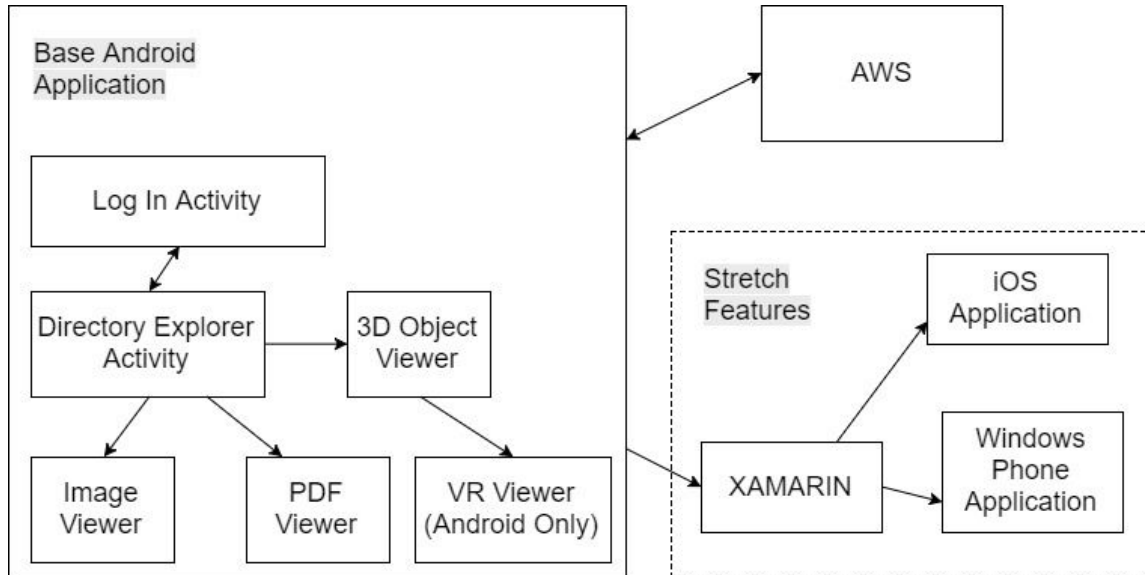 Base Android
Application
AWS
Log In Activity
Stretch
Features
iOS
Application
Directory Explorer
Activity
3D Object
Viewer
Windows
Phone
Application
XAMARIN
Image
Viewer
PDF
Viewer
VR Viewer
(Android Only)